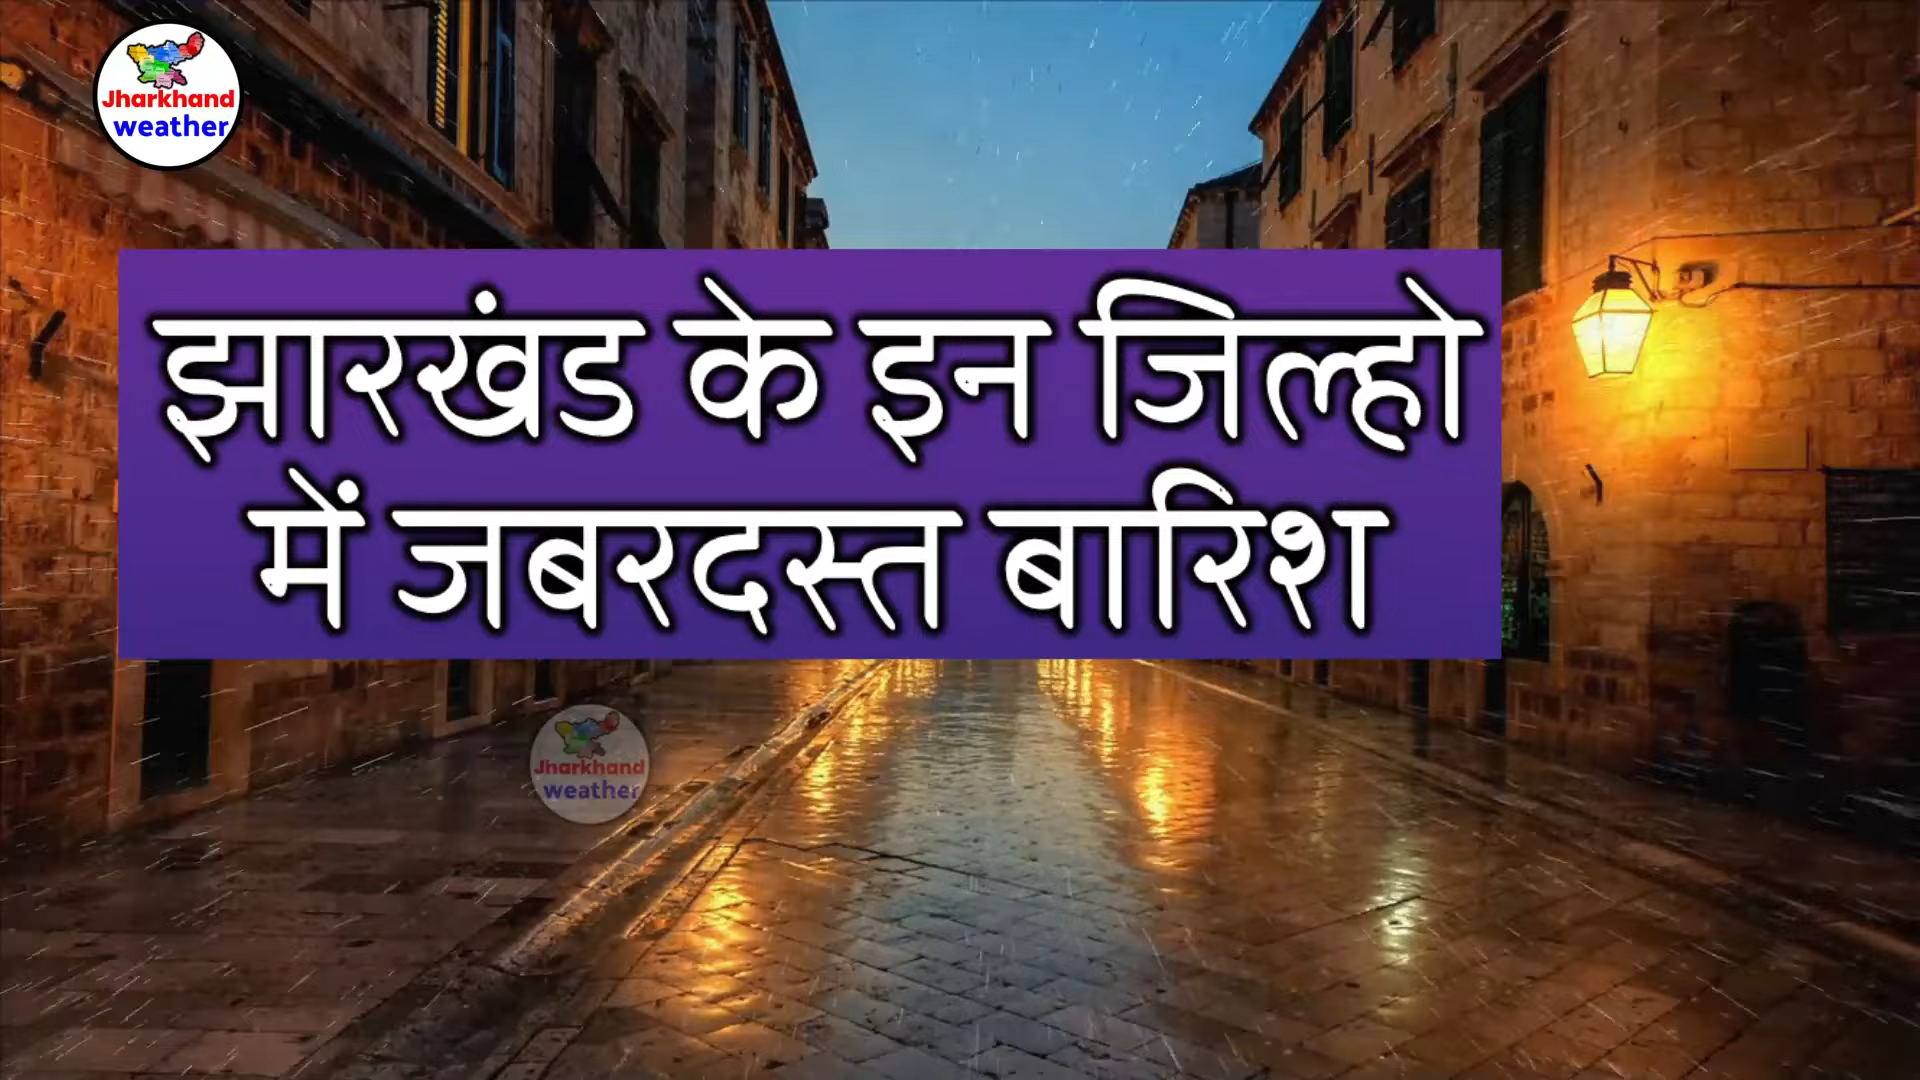 Jharkhand
weather
झारखंड के इन जिल्हो
में जबरदस्त बारिश
Jharkhand
weather